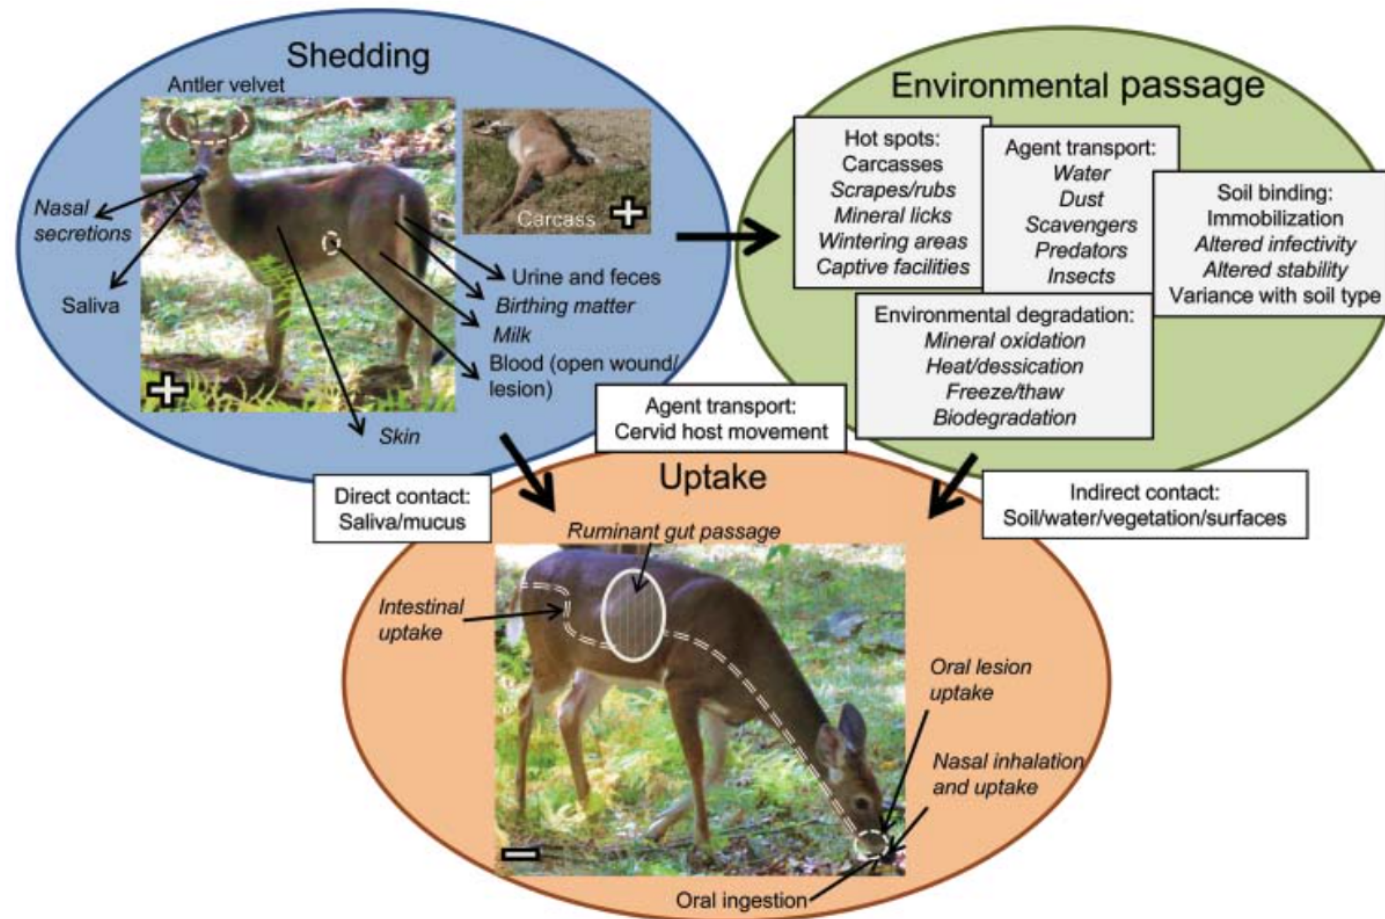 Shedding
Antler velvet
Nasal
secretions
Saliva
Carcass
Urine and feces
Birthing matter
Milk
Blood (open wound/
lesion)
Skin
Environmental passage
Hot spots:
Carcasses
Scrapes/rubs
Mineral licks
Wintering areas
Captive facilities
Agent transport:
Water
Dust
Scavengers
Predators
Insects
Soil binding:
Immobilization
Altered infectivity
Altered stability
Variance with soil type
Environmental degradation:
Mineral oxidation
Heat/dessication
Freeze/thaw
Biodegradation
Agent transport:
Cervid host movement
Direct contact:
Saliva/mucus
Indirect contact:
Soil/water/vegetation/surfaces
Uptake
Ruminant gut passage
Intestinal
uptake
Oral lesion
uptake
Nasal inhalation
and uptake
Oral ingestion